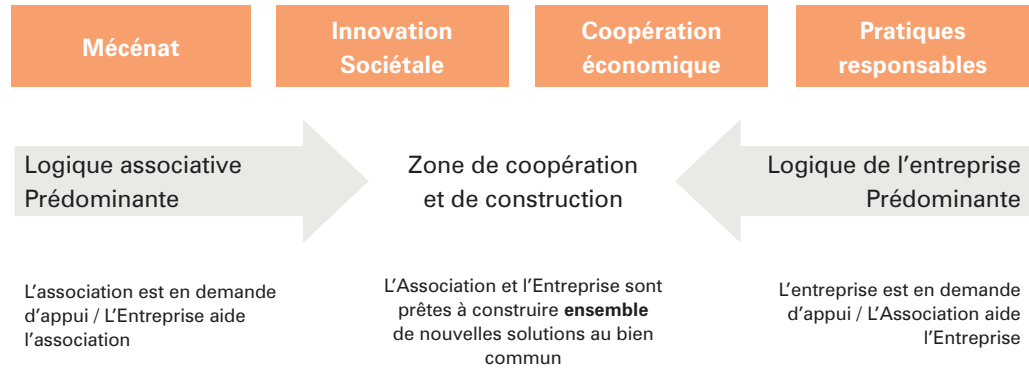 Mécénat
Innovation
Sociétale
Coopération
économique
Pratiques
responsables
Logique associative
Prédominante
Zone de coopération
et de construction
Logique de l’entreprise
Prédominante
L’association est en demande
d’appui / L’Entreprise aide
l’association
L’Association et l’Entreprise sont
prêtes à construire ensemble
de nouvelles solutions au bien
commun
L’entreprise est en demande
d’appui / L’Association aide
l’Entreprise